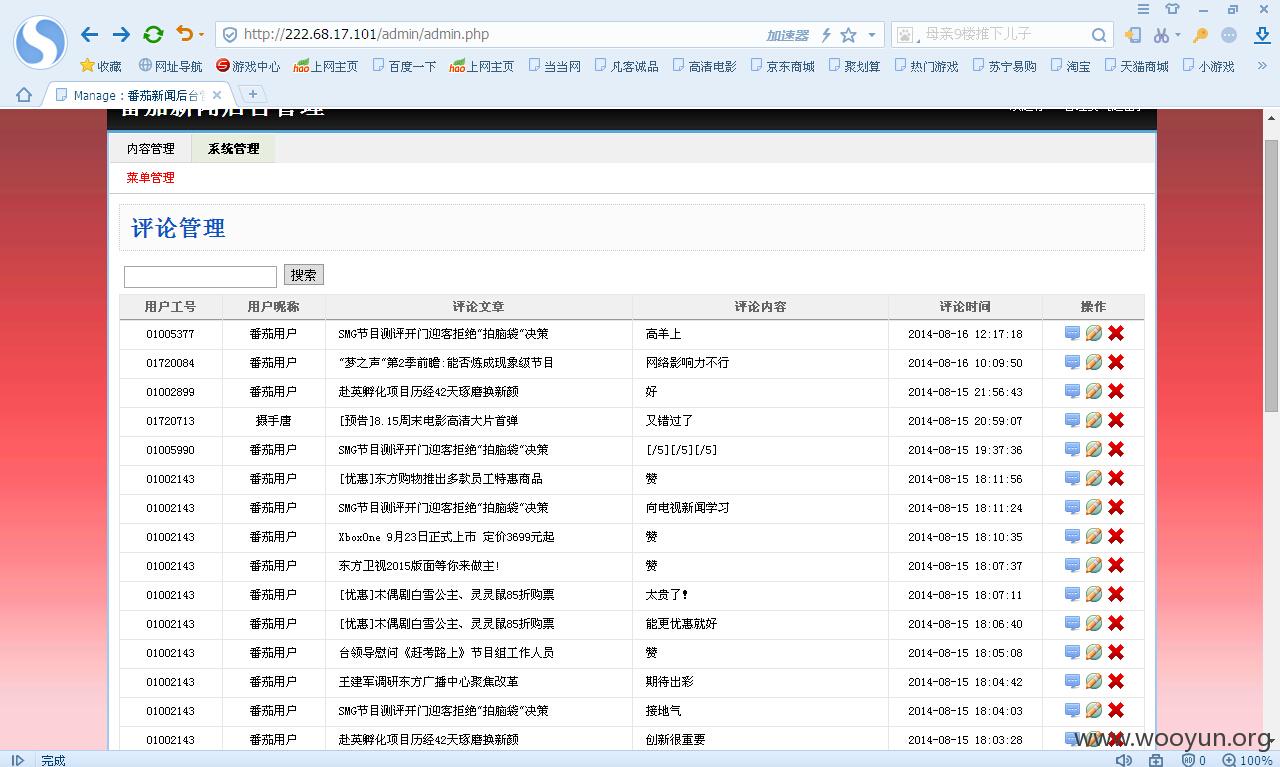 http://222.68.17.101/admin/admin.php 加速器 母亲9楼推下儿子
收藏 网址导航 游戏中心 上网主页 百度一下 上网主页 当当网 凡客诚品 高清电影 京东商城 聚划算 热门游戏 苏宁易购 淘宝 天猫商城 小游戏
Manage：番茄新闻后台
番茄新闻后台管理
内容管理 系统管理
菜单管理
评论管理
搜索
用户工号 用户昵称 评论文章 评论内容 评论时间 操作
01005377 番茄用户 SMG节目测评开门迎客拒绝“拍脑袋”决策 高羊上 2014-08-16 12:17:18
01720084 番茄用户 “梦之声”第2季前瞻:能否炼成现象级节目 网络影响力不行 2014-08-16 10:09:50
01002899 番茄用户 赴英孵化项目历经42天琢磨换新颜 好 2014-08-15 21:56:43
01720713 摄手唐 [预告]8.15周末电影高清大片首弹 又错过了 2014-08-15 20:59:07
01005990 番茄用户 SMG节目测评开门迎客拒绝“拍脑袋”决策 [/5][/5][/5] 2014-08-15 19:37:36
01002143 番茄用户 [优惠]东方购物推出多款员工特惠商品 赞 2014-08-15 18:11:56
01002143 番茄用户 SMG节目测评开门迎客拒绝“拍脑袋”决策 向电视新闻学习 2014-08-15 18:11:24
01002143 番茄用户 XboxOne 9月23日正式上市 定价3699元起 赞 2014-08-15 18:10:35
01002143 番茄用户 东方卫视2015版面等你来做主! 赞 2014-08-15 18:07:37
01002143 番茄用户 [优惠]木偶剧白雪公主、灵灵鼠85折购票 太贵了! 2014-08-15 18:07:11
01002143 番茄用户 [优惠]木偶剧白雪公主、灵灵鼠85折购票 能更优惠就好 2014-08-15 18:06:40
01002143 番茄用户 台领导慰问《赶考路上》节目组工作人员 赞 2014-08-15 18:05:08
01002143 番茄用户 王建军调研东方广播中心聚焦改革 期待出彩 2014-08-15 18:04:42
01002143 番茄用户 SMG节目测评开门迎客拒绝“拍脑袋”决策 接地气 2014-08-15 18:04:03
01002143 番茄用户 赴英孵化项目历经42天琢磨换新颜 创新很重要 2014-08-15 18:03:28
www.wooyun.org
完成 0 100%